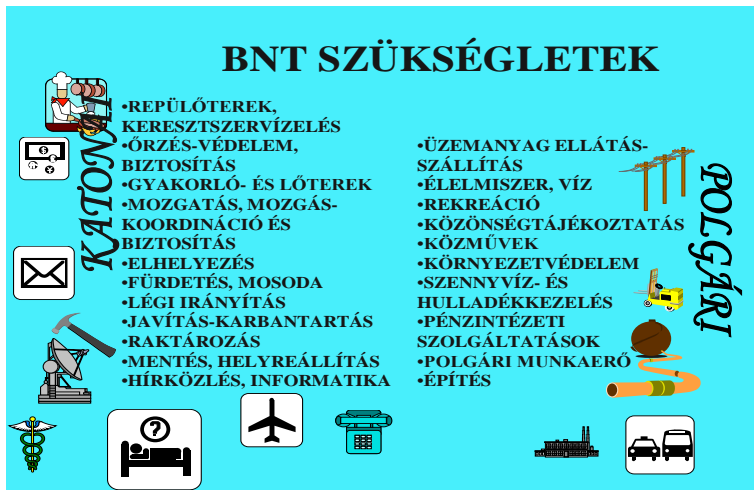 BNT SZÜKSÉGLETEK
KATONAI
•REPÜLŐTEREK,
KERESZTSZERVÍZELÉS
•ŐRZÉS-VÉDELEM,
BIZTOSÍTÁS
•GYAKORLÓ- ÉS LŐTEREK
•MOZGATÁS, MOZGÁS-
KOORDINÁCIÓ ÉS
BIZTOSÍTÁS
•ELHELYEZÉS
•FÜRDETÉS, MOSODA
•LÉGI IRÁNYÍTÁS
•JAVÍTÁS-KARBANTARTÁS
•RAKTÁROZÁS
•MENTÉS, HELYREÁLLÍTÁS
•HÍRKÖZLÉS, INFORMATIKA
•ÜZEMANYAG ELLÁTÁS-
SZÁLLÍTÁS
•ÉLELMISZER, VÍZ
•REKREÁCIÓ
•KÖZÖNSÉGTÁJÉKOZTATÁS
•KÖZMŰVEK
•KÖRNYEZETVÉDELEM
•SZENNYVÍZ- ÉS
HULLADÉKKEZELÉS
•PÉNZINTÉZETI
SZOLGÁLTATÁSOK
•POLGÁRI MUNKAERŐ
•ÉPÍTÉS
POLGÁRI
?